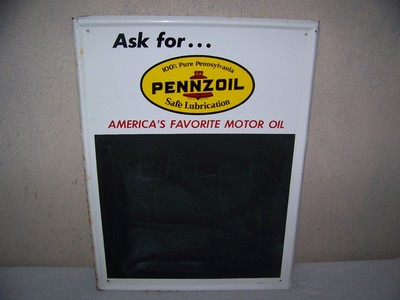 Ask for...
100% Pure Pennsylvania
PENNZOIL
Safe Lubrication
AMERICA'S FAVORITE MOTOR OIL